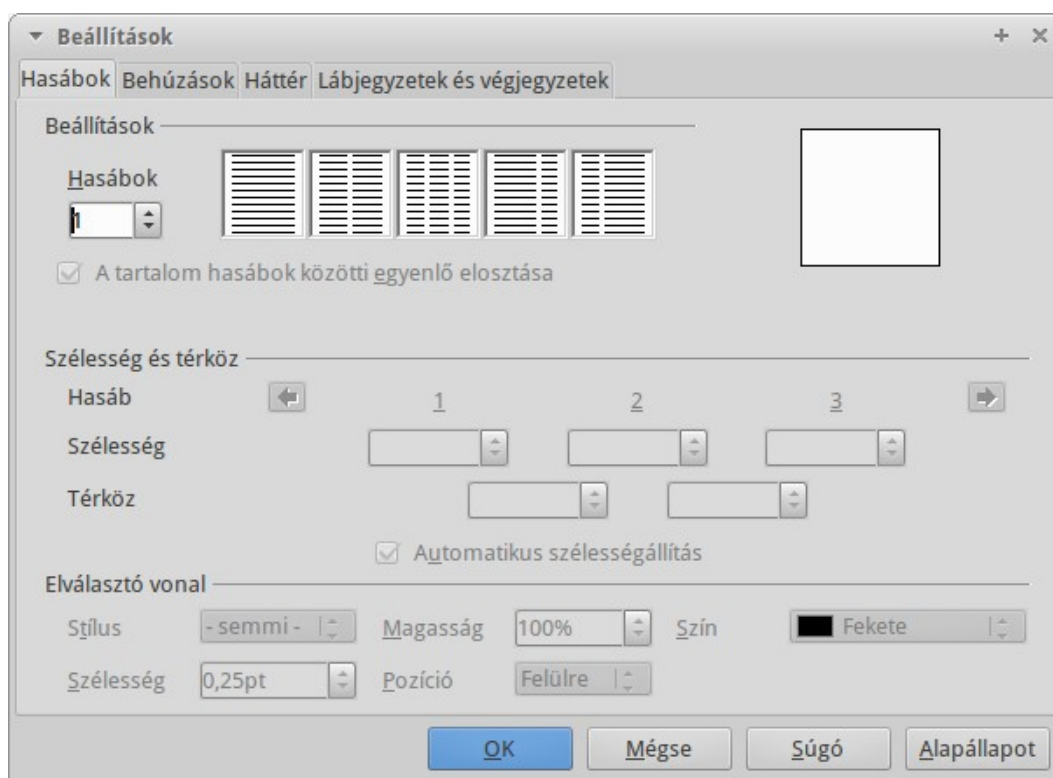 Beállítások
Hasábok Behúzások Háttér Lábjegyzetek és végjegyzetek
Beállítások
Hasábok
1
A tartalom hasábok közötti egyenlő elosztása
Szélesség és térköz
Hasáb 1 2 3
Szélesség
Térköz
Automatikus szélességállítás
Elválasztó vonal
Stílus - semmi - Magasság 100% Szín Fekete
Szélesség 0,25pt Pozíció Felülre
OK Mégse Súgó Alapállapot